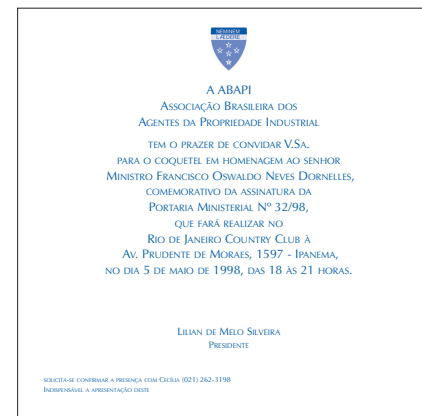 NEMINEM
LAEDERE
A ABAPI
Associação Brasileira dos
Agentes da Propriedade Industrial
tem o prazer de convidar V.Sa.
para o coquetel em homenagem ao senhor
Ministro Francisco Oswaldo Neves Dornelles,
comemorativo da assinatura da
Portaria Ministerial Nº 32/98,
que fará realizar no
Rio de Janeiro Country Club à
Av. Prudente de Moraes, 1597 - Ipanema,
no dia 5 de maio de 1998, das 18 às 21 horas.
Lilian de Melo Silveira
Presidente
solicita-se confirmar a presença com Cecília (021) 262-3198
Indispensável a apresentação deste